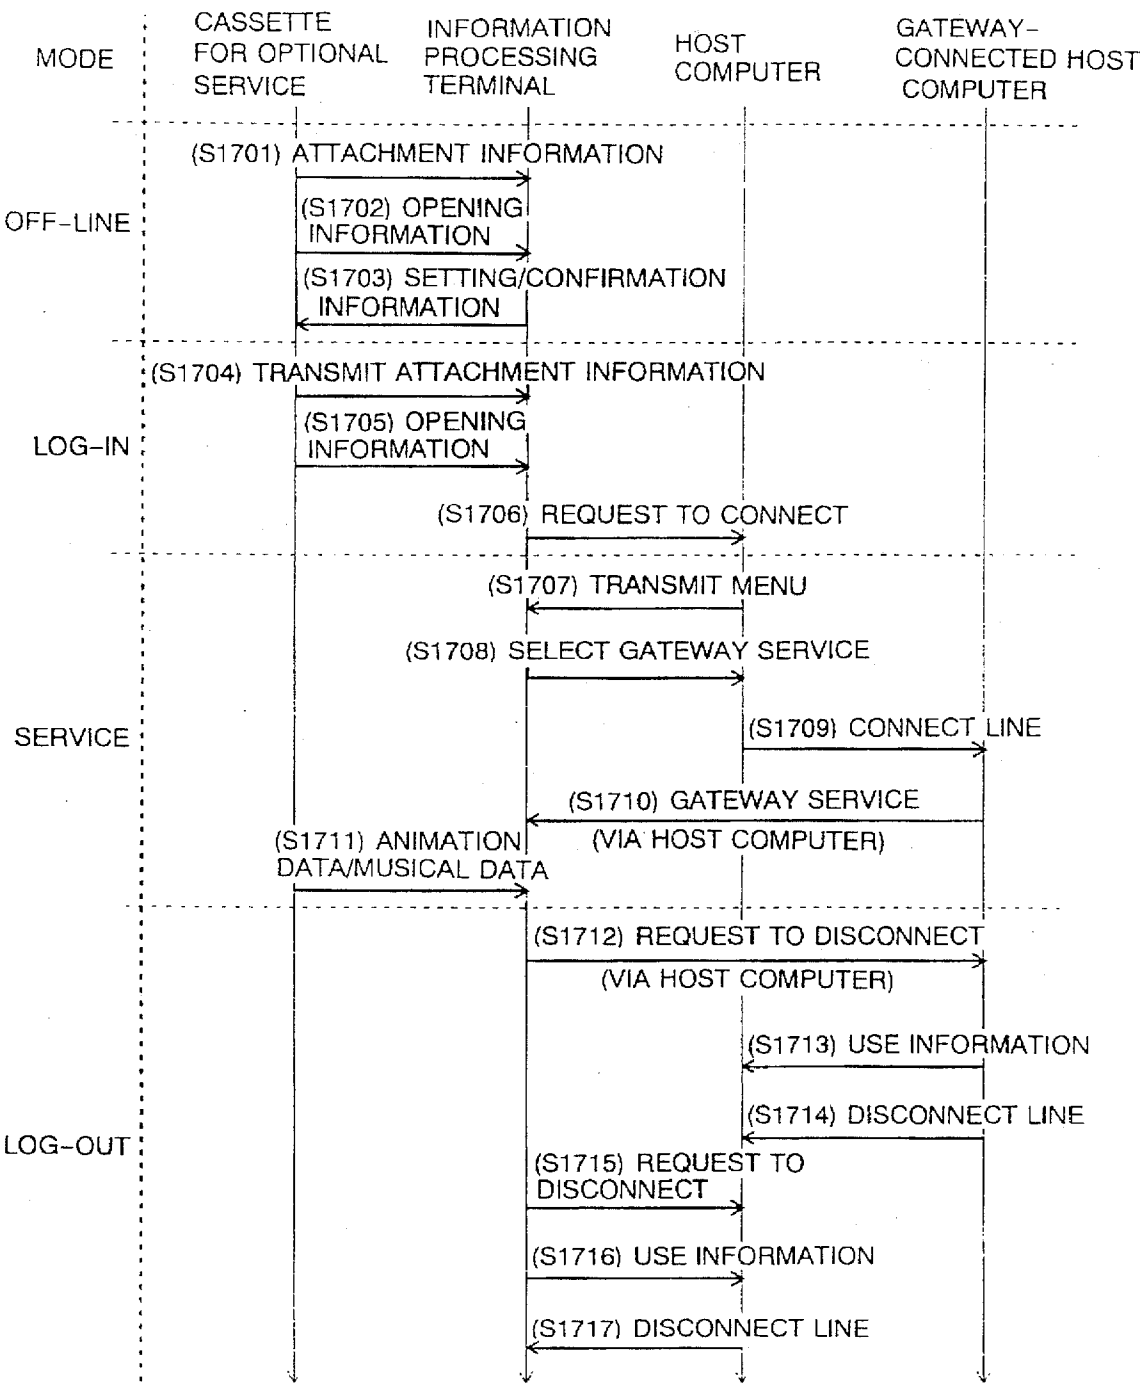 MODE
CASSETTE
FOR OPTIONAL
SERVICE
INFORMATION
PROCESSING
TERMINAL
HOST
COMPUTER
GATEWAY-
CONNECTED HOST
COMPUTER
OFF-LINE
(S1701) ATTACHMENT INFORMATION
(S1702) OPENING
INFORMATION
(S1703) SETTING/CONFIRMATION
INFORMATION
LOG-IN
(S1704) TRANSMIT ATTACHMENT INFORMATION
(S1705) OPENING
INFORMATION
(S1706) REQUEST TO CONNECT
SERVICE
(S1707) TRANSMIT MENU
(S1708) SELECT GATEWAY SERVICE
(S1709) CONNECT LINE
(S1710) GATEWAY SERVICE
(VIA HOST COMPUTER)
(S1711) ANIMATION
DATA/MUSICAL DATA
LOG-OUT
(S1712) REQUEST TO DISCONNECT
(VIA HOST COMPUTER)
(S1713) USE INFORMATION
(S1714) DISCONNECT LINE
(S1715) REQUEST TO
DISCONNECT
(S1716) USE INFORMATION
(S1717) DISCONNECT LINE